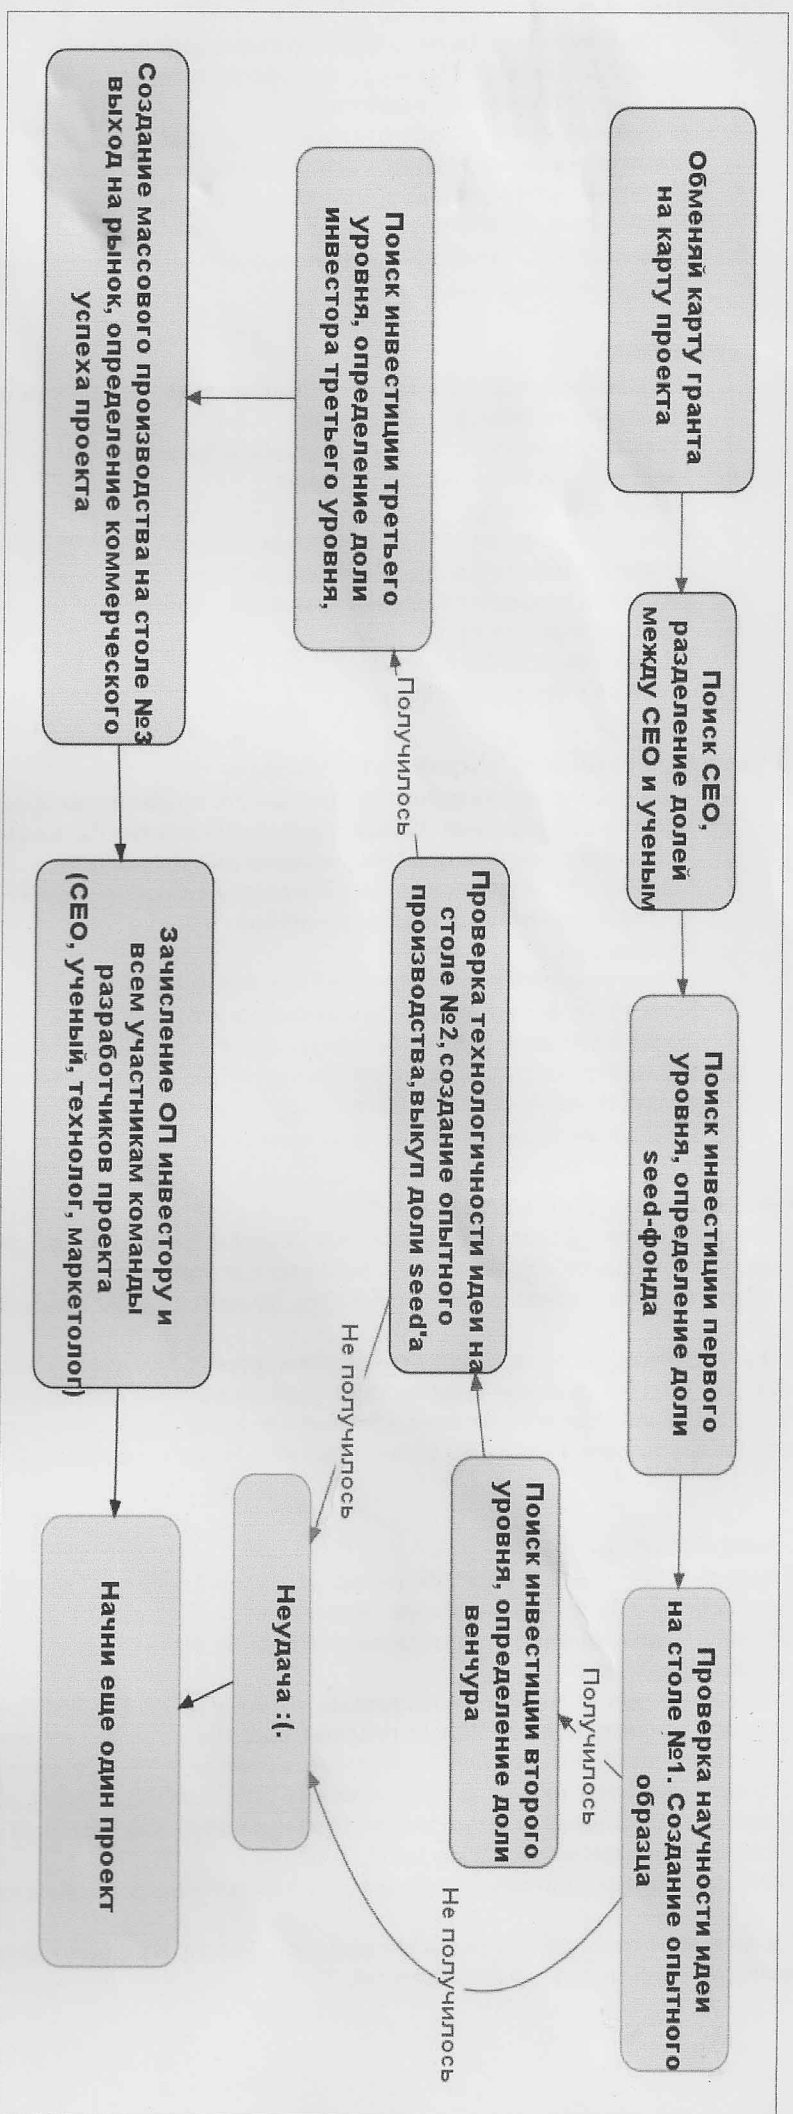 Обменяй карту гранта
на карту проекта
Поиск CEO,
разделение долей
между CEO и ученым
Поиск инвестиции первого
уровня, определение доли
seed-фонда
Проверка научности идеи
на столе №1. Создание опытного
образца
Получилось
Не получилось
Поиск инвестиции второго
уровня, определение доли
венчура
Проверка технологичности идеи на
столе №2, создание опытного
производства, выкуп доли seed'а
Получилось
Не получилось
Поиск инвестиции третьего
уровня, определение доли
инвестора третьего уровня,
Неудача :(.
Создание массового производства на столе №3
выход на рынок, определение коммерческого
успеха проекта
Зачисление ОП инвестору и
всем участникам команды
разработчиков проекта
(CEO, ученый, технолог, маркетолог)
Начни еще один проект